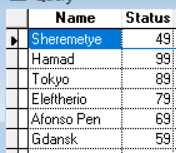 Name Status
Sheremetye 49
Hamad 99
Tokyo 89
Eleftherio 79
Afonso Pen 69
Gdansk 59